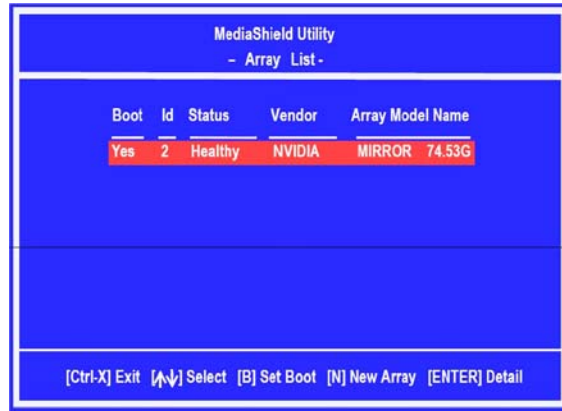 MediaShield Utility
– Array List -
Boot Id Status Vendor Array Model Name
Yes 2 Healthy NVIDIA MIRROR 74.53G
[Ctrl-X] Exit [↑↓] Select [B] Set Boot [N] New Array [ENTER] Detail